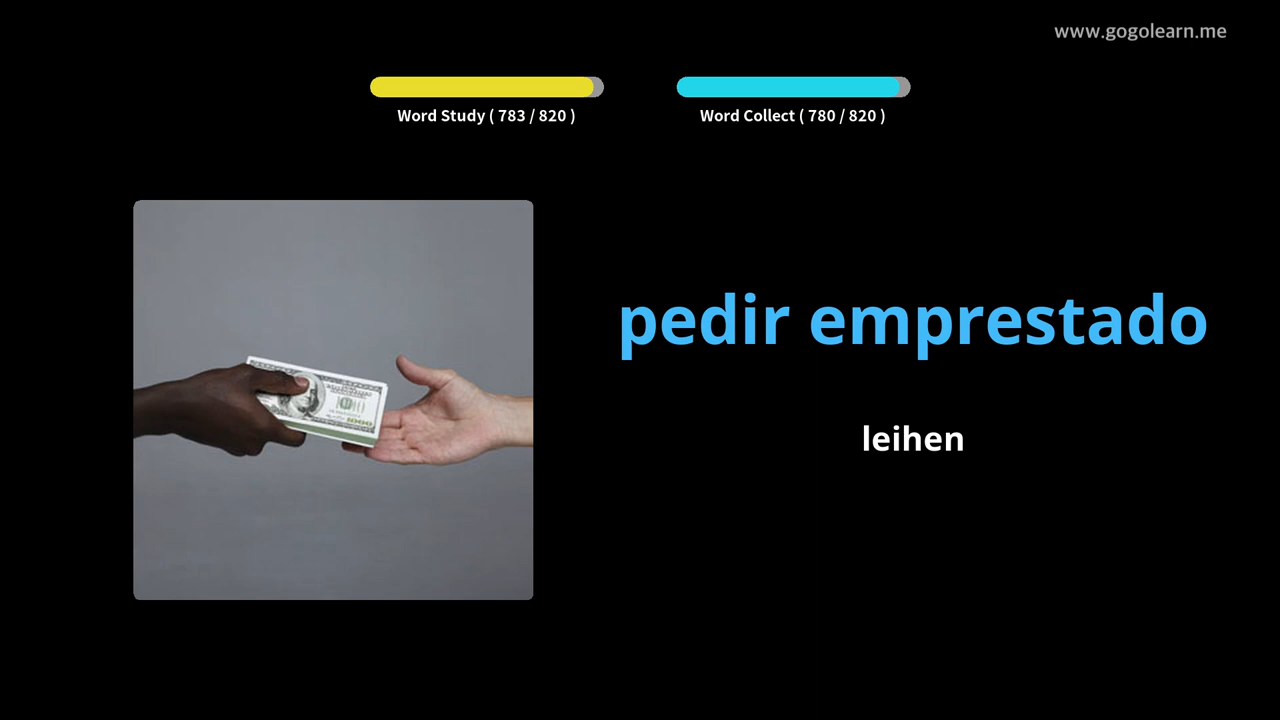 www.gogolearn.me
Word Study ( 783 / 820 )
Word Collect ( 780 / 820 )
pedir emprestado
leihen